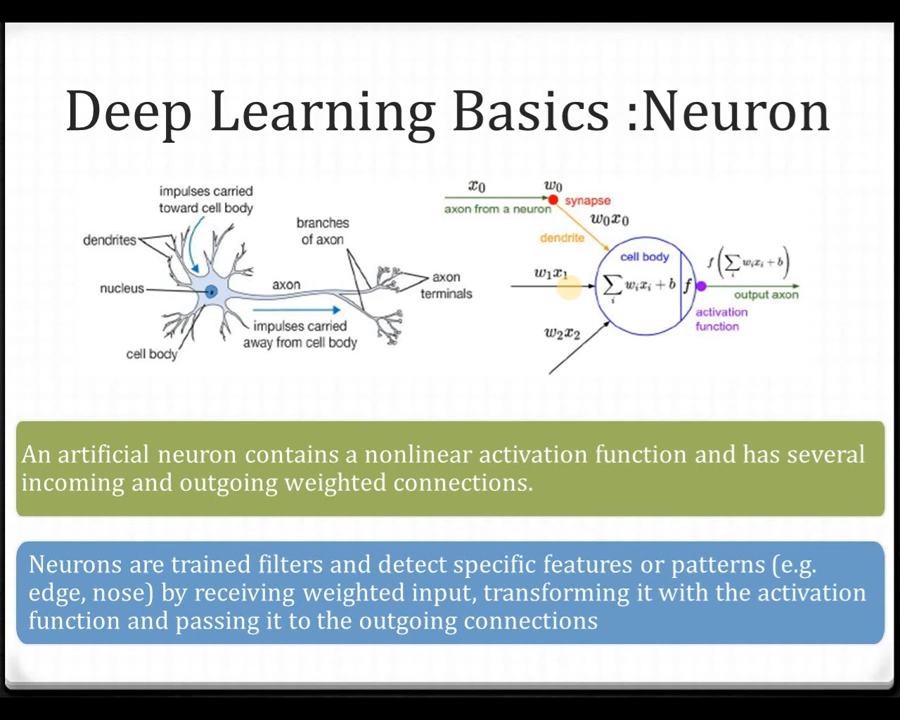 Deep Learning Basics :Neuron
impulses carried
toward cell body
dendrites
nucleus
cell body
axon
impulses carried
away from cell body
branches
of axon
axon
terminals
x₀
w₀
synapse
axon from a neuron
w₀x₀
dendrite
w₁x₁
w₂x₂
cell body
∑ᵢ wᵢxᵢ + b
f
f(∑ᵢ wᵢxᵢ + b)
output axon
activation
function
An artificial neuron contains a nonlinear activation function and has several
incoming and outgoing weighted connections.
Neurons are trained filters and detect specific features or patterns (e.g.
edge, nose) by receiving weighted input, transforming it with the activation
function and passing it to the outgoing connections